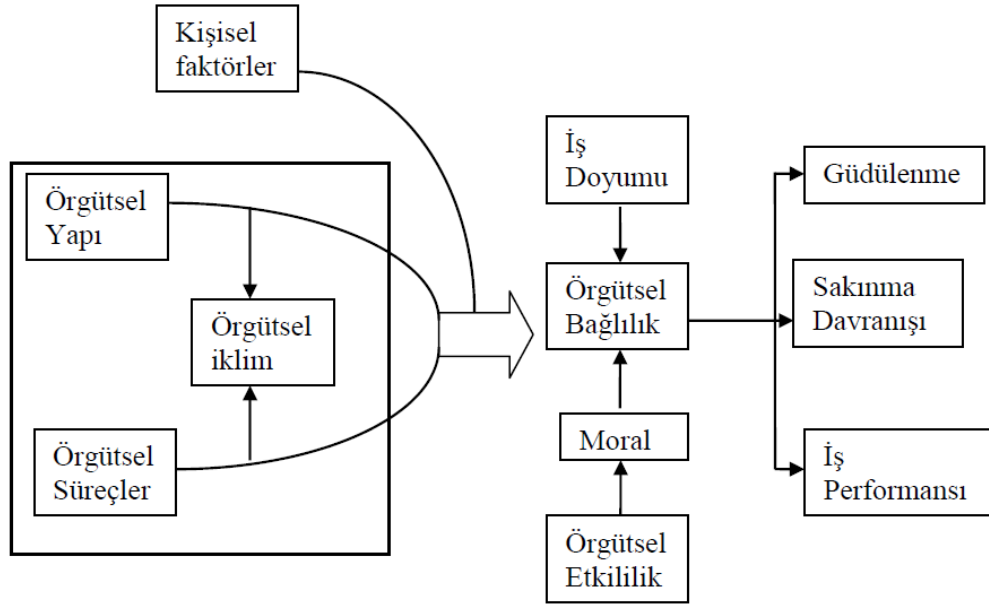 Kişisel
faktörler
Örgütsel
Yapı
Örgütsel
iklim
Örgütsel
Süreçler
İş
Doyumu
Örgütsel
Bağlılık
Moral
Örgütsel
Etkililik
Güdülenme
Sakınma
Davranışı
İş
Performansı